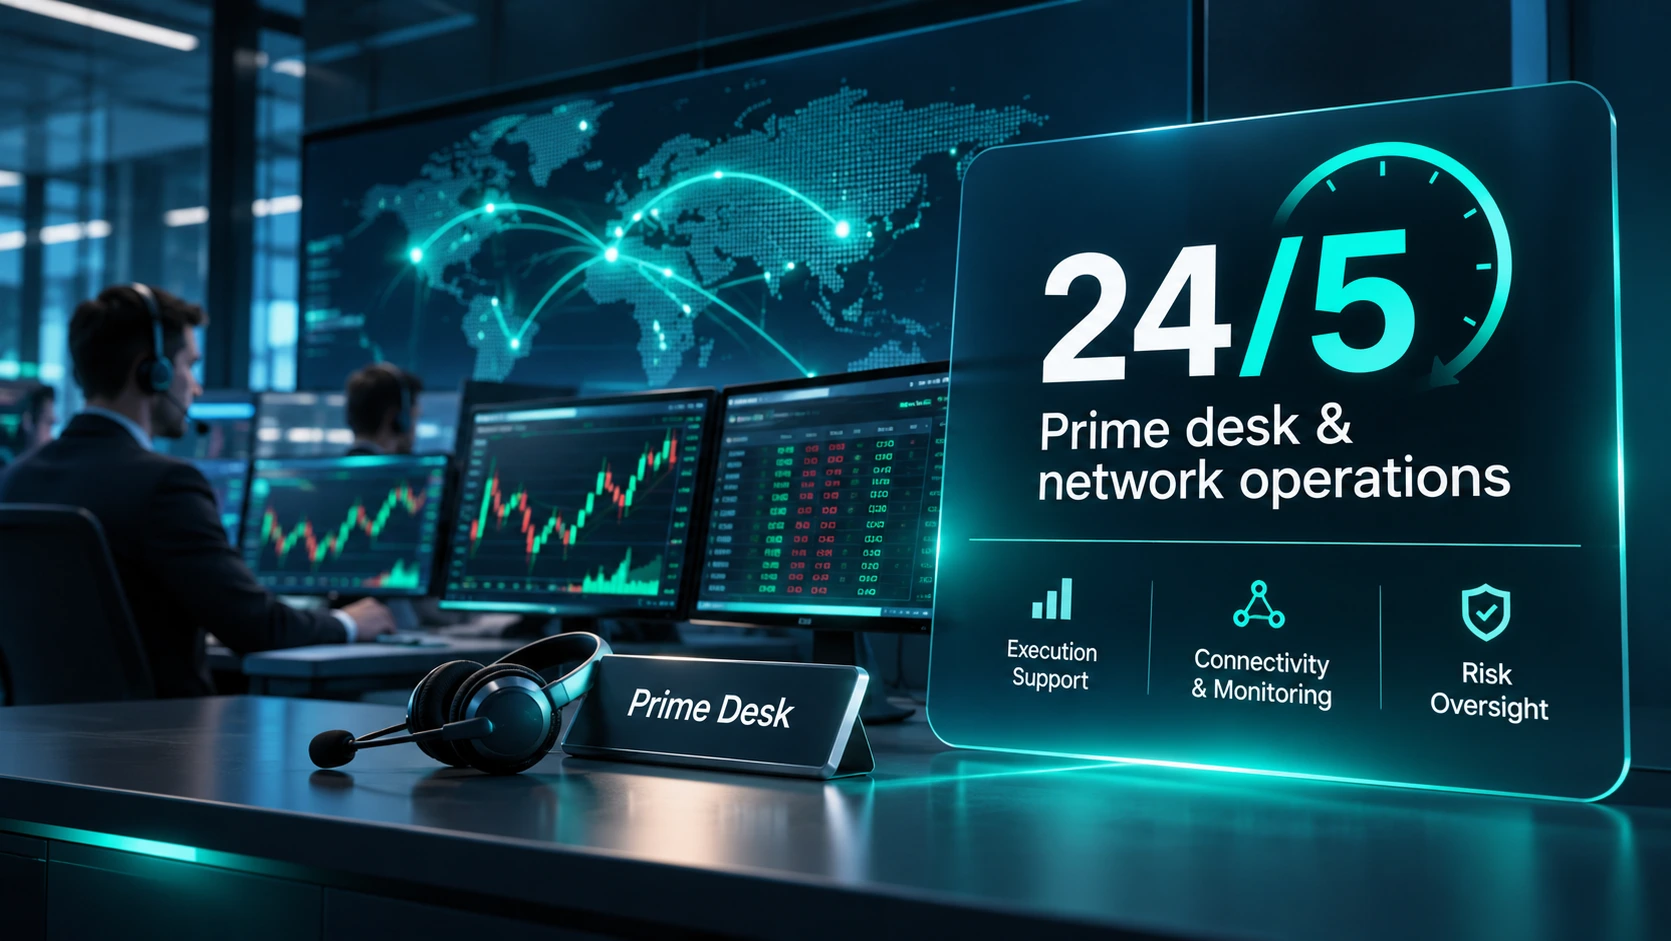 24/5
Prime desk &
network operations
Execution
Support
Connectivity
& Monitoring
Risk
Oversight
Prime Desk